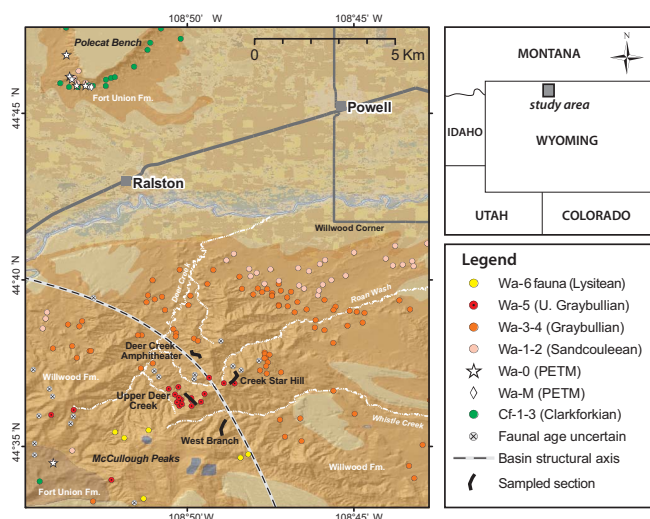 108°50'
108°45'
Polecat Bench
0
5 Km
Fort Union Fm.
44°45'
Powell
Ralston
Willwood Corner
44°40'
Deer Creek
Roan Wash
Deer Creek
Amphitheater
Willwood Fm.
Creek Star Hill
Upper Deer
Creek
Whistle Creek
West Branch
44°35'
McCullough Peaks
Willwood Fm.
Fort Union Fm.
108°50'
108°45'
MONTANA
N
study area
IDAHO
WYOMING
UTAH
COLORADO
Legend
Wa-6 fauna (Lysitean)
Wa-5 (U. Graybullian)
Wa-3-4 (Graybullian)
Wa-1-2 (Sandcouleean)
Wa-0 (PETM)
Wa-M (PETM)
Cf-1-3 (Clarkforkian)
Faunal age uncertain
Basin structural axis
Sampled section